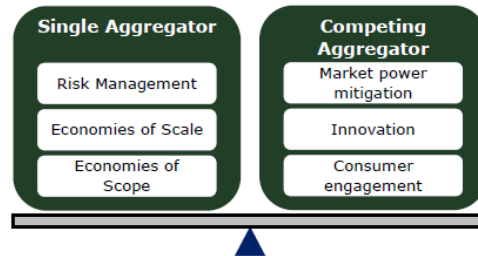 Single Aggregator
Risk Management
Economies of Scale
Economies of
Scope
Competing
Aggregator
Market power
mitigation
Innovation
Consumer
engagement